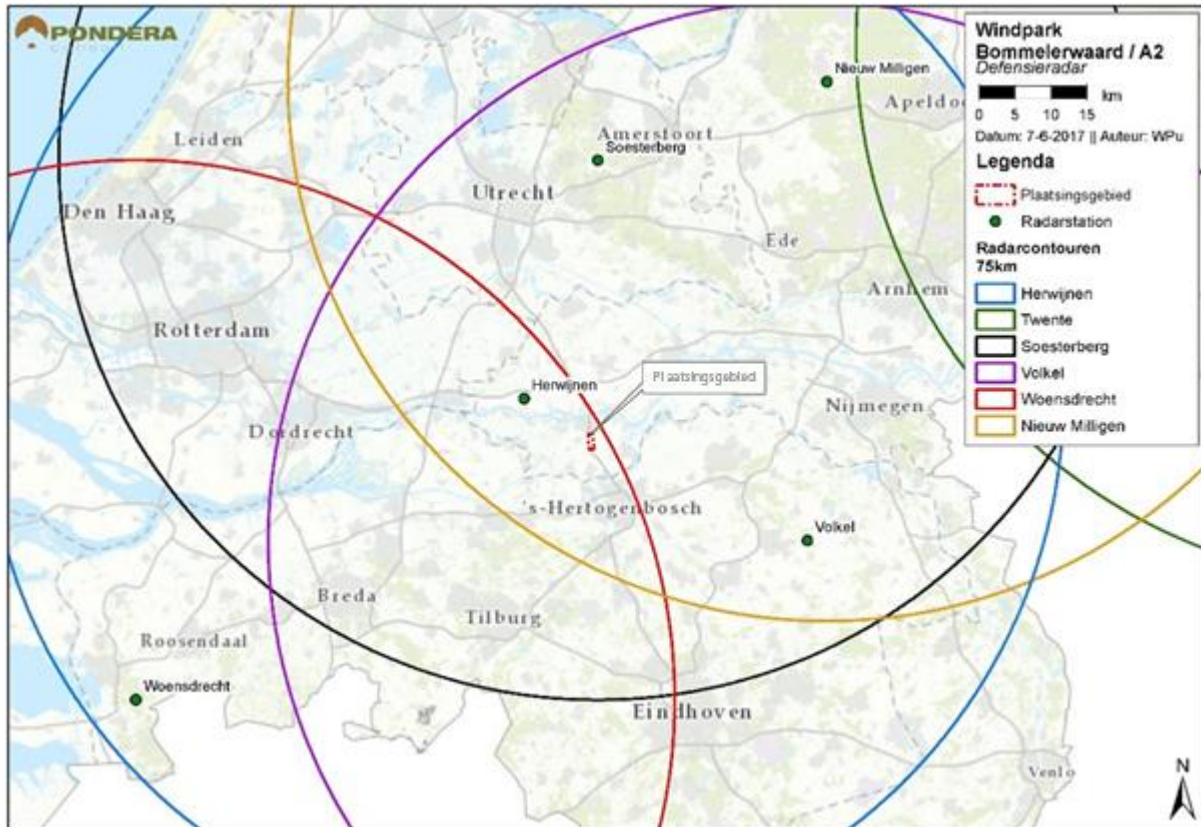 PONDERA
Windpark
Bommelerwaard / A2
Defensieradar
km
0 5 10 15
Datum: 7-6-2017 || Auteur: WPu
Legenda
Plaatsingsgebied
Radarstation
Radarcontouren
75km
Herwijnen
Twente
Soesterberg
Volkel
Woensdrecht
Nieuw Milligen
Nieuw Milligen
Apeldoo
Leiden
Amerstoort
Soesterberg
Utrecht
Den Haag
Ede
Arnhem
Rotterdam
Plaatsingsgebied
Herwijnen
Nijmegen
Dordrecht
's-Hertogenbosch
Volkel
Breda
Tilburg
Roosendaal
Woensdrecht
Eindhoven
Venlo
N